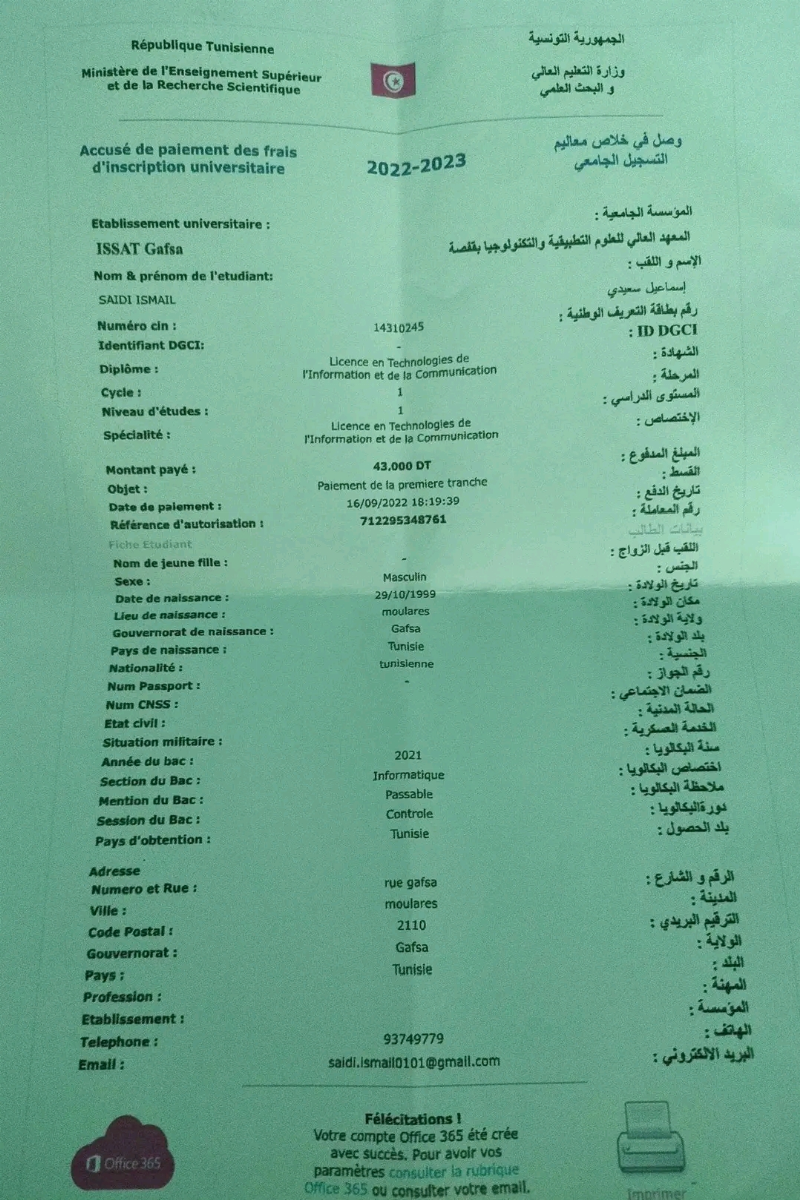 République Tunisienne
الجمهورية التونسية
Ministère de l'Enseignement Supérieur
et de la Recherche Scientifique
وزارة التعليم العالي
و البحث العلمي
Accusé de paiement des frais
d'inscription universitaire
2022-2023
وصل في خلاص معاليم
التسجيل الجامعي
Etablissement universitaire :
المؤسسة الجامعية :
ISSAT Gafsa
المعهد العالي للعلوم التطبيقية والتكنولوجيا بقفصة
Nom & prénom de l'etudiant:
الإسم و اللقب :
SAIDI ISMAIL
إسماعيل سعيدي
Numéro cin : 14310245 رقم بطاقة التعريف الوطنية :
Identifiant DGCI: - ID DGCI :
Diplôme : Licence en Technologies de
l'Information et de la Communication الشهادة :
Cycle : 1 المرحلة :
Niveau d'études : 1 المستوى الدراسي :
Spécialité : Licence en Technologies de
l'Information et de la Communication الإختصاص :
Montant payé : 43.000 DT المبلغ المدفوع :
Objet : Paiement de la premiere tranche القسط :
Date de paiement : 16/09/2022 18:19:39 تاريخ الدفع :
Référence d'autorisation : 712295348761 رقم المعاملة :
Fiche Etudiant بيانات الطالب
Nom de jeune fille : - اللقب قبل الزواج :
Sexe : Masculin الجنس :
Date de naissance : 29/10/1999 تاريخ الولادة :
Lieu de naissance : moulares مكان الولادة :
Gouvernorat de naissance : Gafsa ولاية الولادة :
Pays de naissance : Tunisie بلد الولادة :
Nationalité : tunisienne الجنسية :
Num Passport : - رقم الجواز :
Num CNSS : الضمان الاجتماعي :
Etat civil : الحالة المدنية :
Situation militaire : الخدمة العسكرية :
Année du bac : 2021 سنة البكالويا :
Section du Bac : Informatique اختصاص البكالويا :
Mention du Bac : Passable ملاحظة البكالويا :
Session du Bac : Controle دورةالبكالويا :
Pays d'obtention : Tunisie بلد الحصول :
Adresse
Numero et Rue : rue gafsa الرقم و الشارع :
Ville : moulares المدينة :
Code Postal : 2110 الترقيم البريدي :
Gouvernorat : Gafsa الولاية :
Pays : Tunisie البلد :
Profession : المهنة :
Etablissement : المؤسسة :
Telephone : 93749779 الهاتف :
Email : saidi.ismail0101@gmail.com البريد الالكتروني :
Félécitations !
Votre compte Office 365 été crée
avec succès. Pour avoir vos
paramètres consulter la rubrique
Office 365 ou consulter votre email.
Office 365
Imprimer